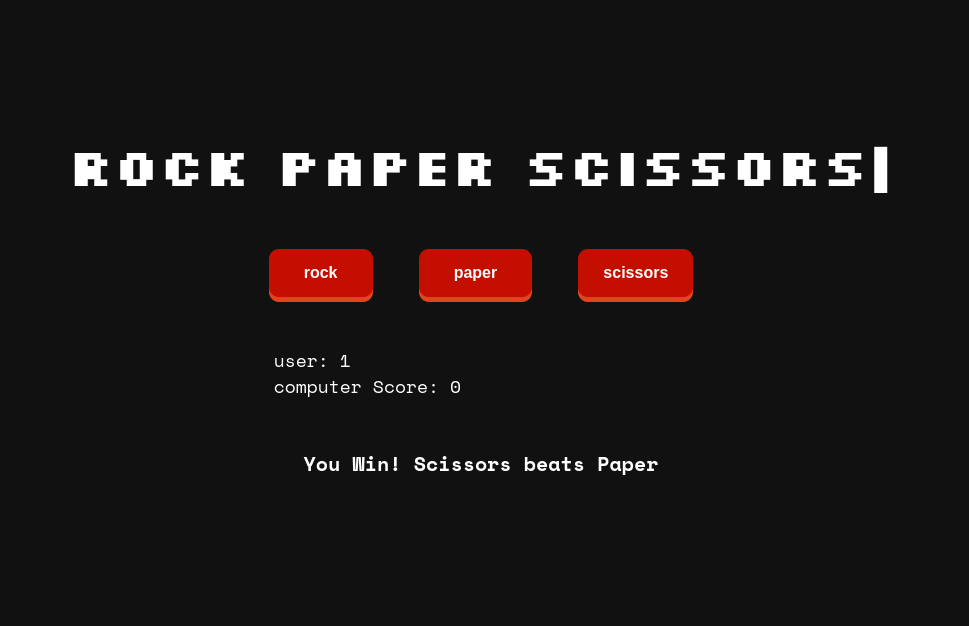 ROCK PAPER SCISSORS|
rock paper scissors
user: 1
computer Score: 0
You Win! Scissors beats Paper